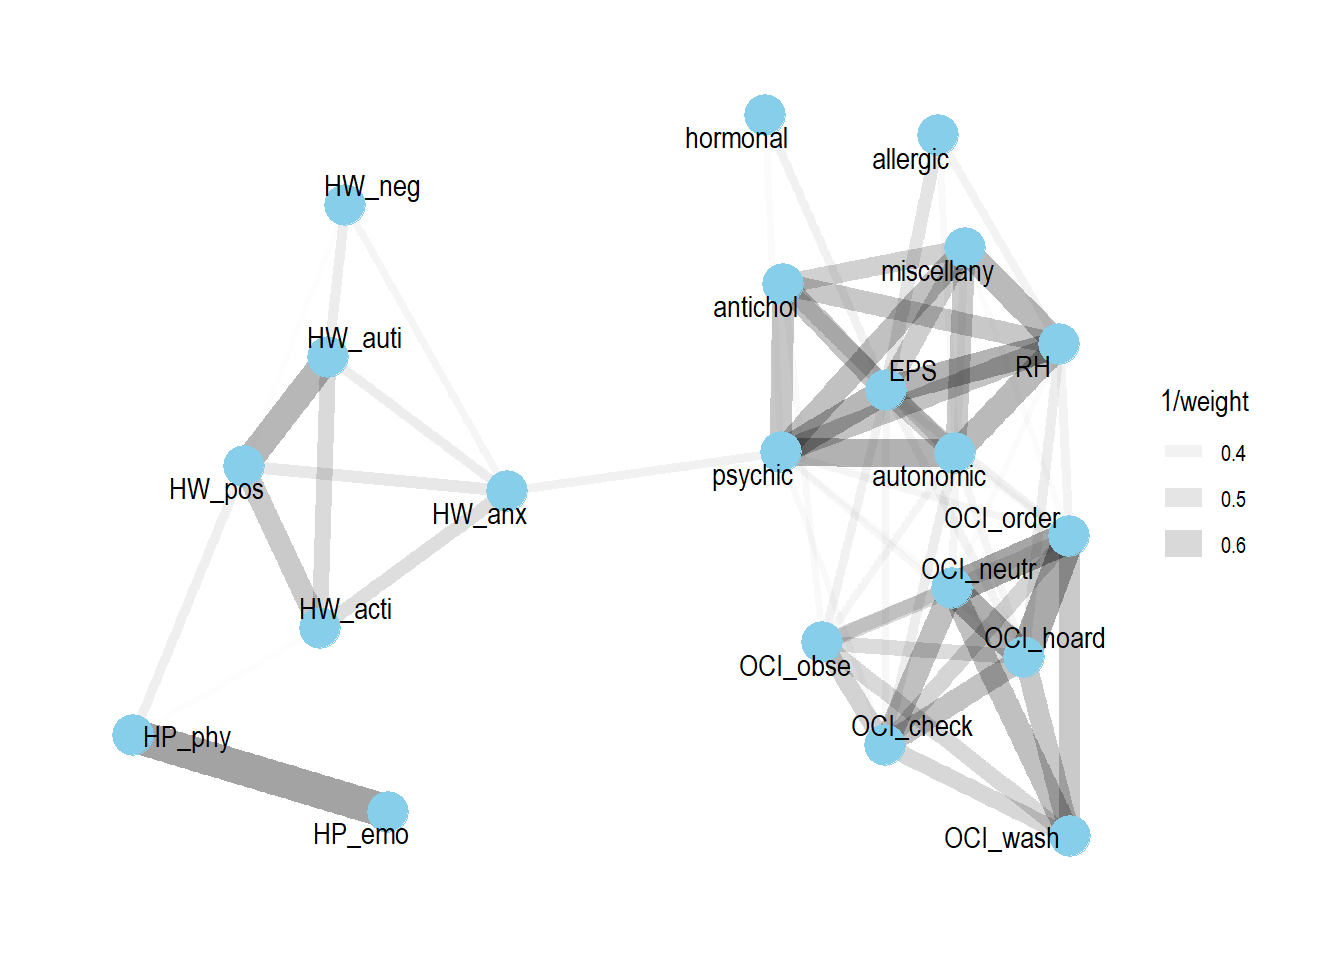 hormonal
allergic
HW_neg
miscellany
antichol
HW_auti
EPS
RH
1/weight
0.4
psychic
autonomic
HW_pos
HW_anx
0.5
OCI_order
0.6
OCI_neutr
HW_acti
OCI_hoard
OCI_obse
OCI_check
HP_phy
HP_emo
OCI_wash